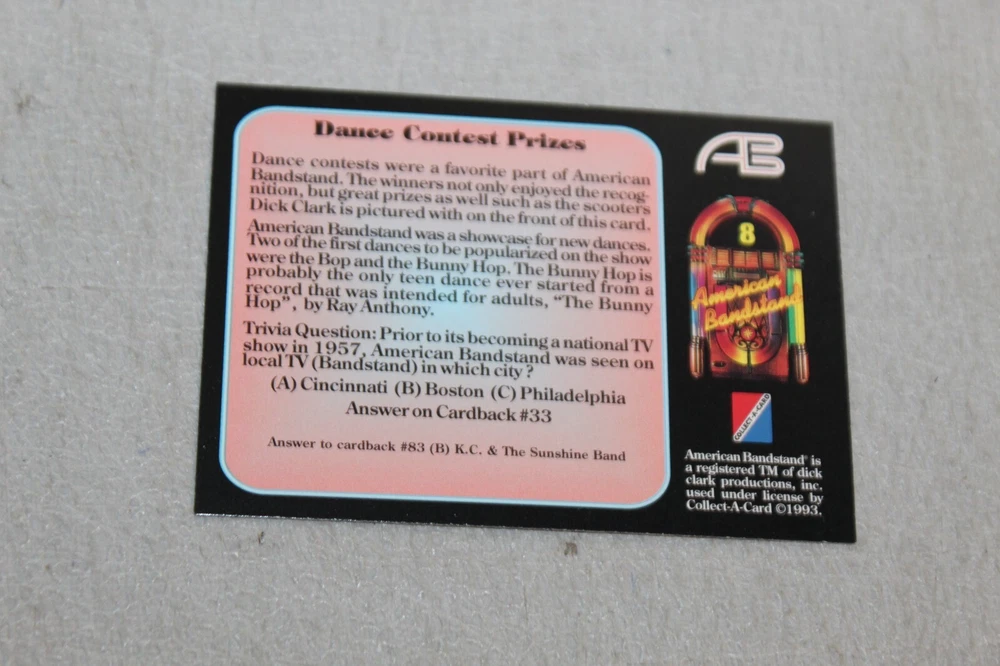 Dance Contest Prizes
Dance contests were a favorite part of American
Bandstand. The winners not only enjoyed the recog-
nition, but great prizes as well such as the scooters
Dick Clark is pictured with on the front of this card.
American Bandstand was a showcase for new dances.
Two of the first dances to be popularized on the show
were the Bop and the Bunny Hop. The Bunny Hop is
probably the only teen dance ever started from a
record that was intended for adults, “The Bunny
Hop”, by Ray Anthony.
Trivia Question: Prior to its becoming a national TV
show in 1957, American Bandstand was seen on
local TV (Bandstand) in which city?
(A) Cincinnati (B) Boston (C) Philadelphia
Answer on Cardback #33
Answer to cardback #83 (B) K.C. & The Sunshine Band
AB
8
American
Bandstand
COLLECT-A-CARD
American Bandstand® is
a registered TM of dick
clark productions, inc.
used under license by
Collect-A-Card ©1993.